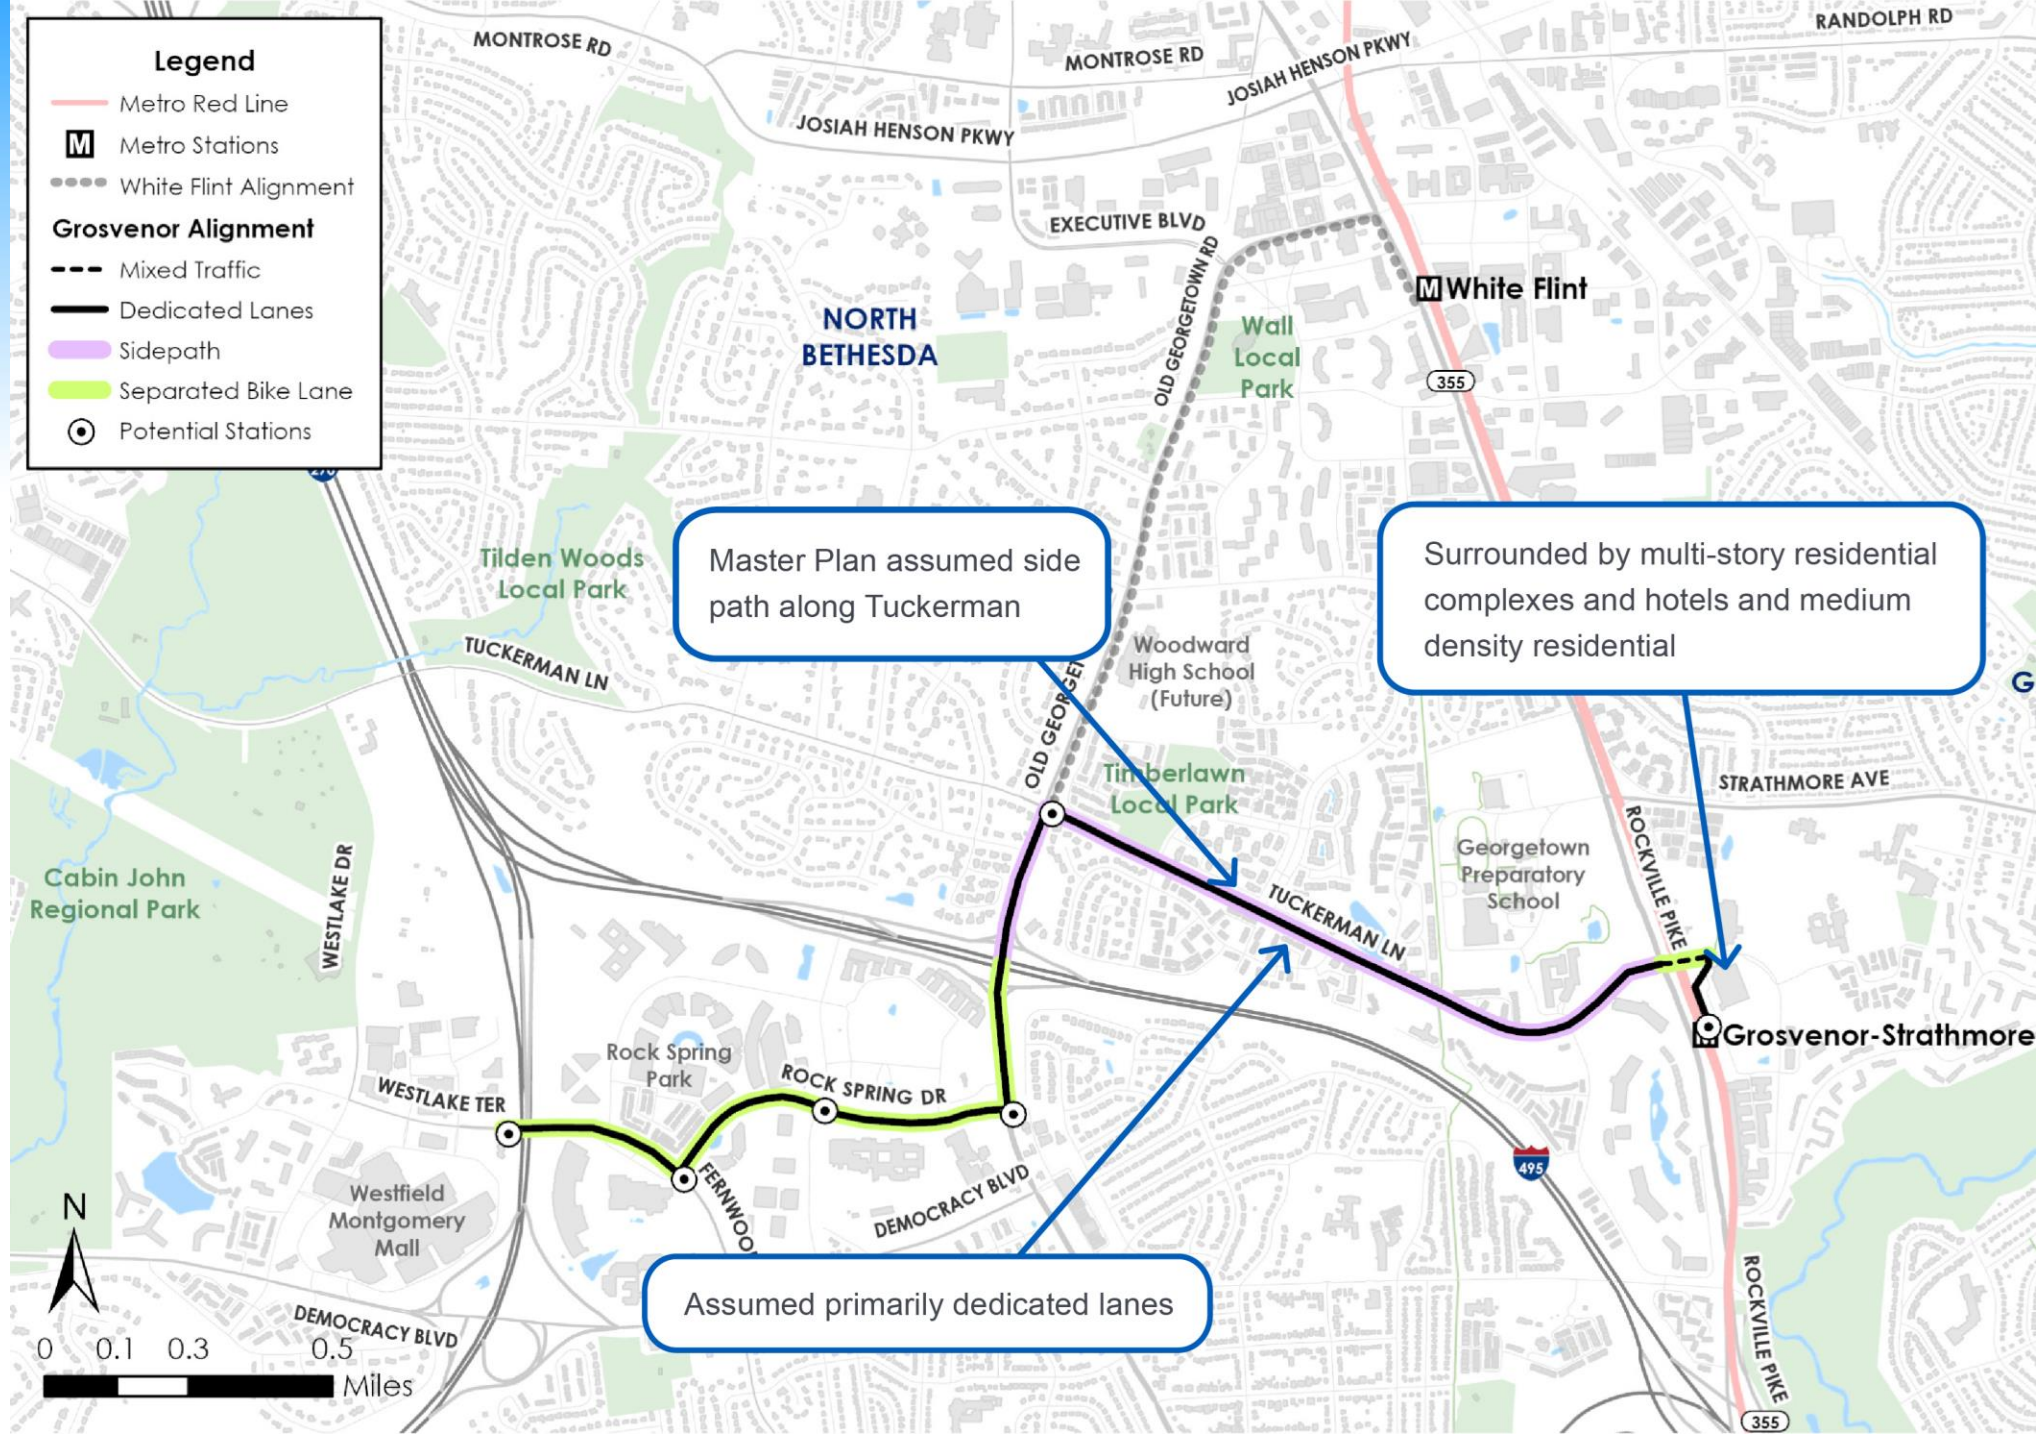 Legend
Metro Red Line
M Metro Stations
White Flint Alignment
Grosvenor Alignment
Mixed Traffic
Dedicated Lanes
Sidepath
Separated Bike Lane
Potential Stations
MONTROSE RD
MONTROSE RD
RANDOLPH RD
JOSIAH HENSON PKWY
JOSIAH HENSON PKWY
EXECUTIVE BLVD
OLD GEORGETOWN RD
NORTH
BETHESDA
M White Flint
Wall
Local
Park
355
270
Tilden Woods
Local Park
TUCKERMAN LN
Master Plan assumed side
path along Tuckerman
Surrounded by multi-story residential
complexes and hotels and medium
density residential
Woodward
High School
(Future)
G
OLD GEORGET
Timberlawn
Local Park
STRATHMORE AVE
ROCKVILLE PIKE
Georgetown
Preparatory
School
TUCKERMAN LN
Cabin John
Regional Park
WESTLAKE DR
Grosvenor-Strathmore
Rock Spring
Park
ROCK SPRING DR
WESTLAKE TER
FERNWOO
DEMOCRACY BLVD
495
Westfield
Montgomery
Mall
Assumed primarily dedicated lanes
N
DEMOCRACY BLVD
ROCKVILLE PIKE
0 0.1 0.3 0.5
Miles
355